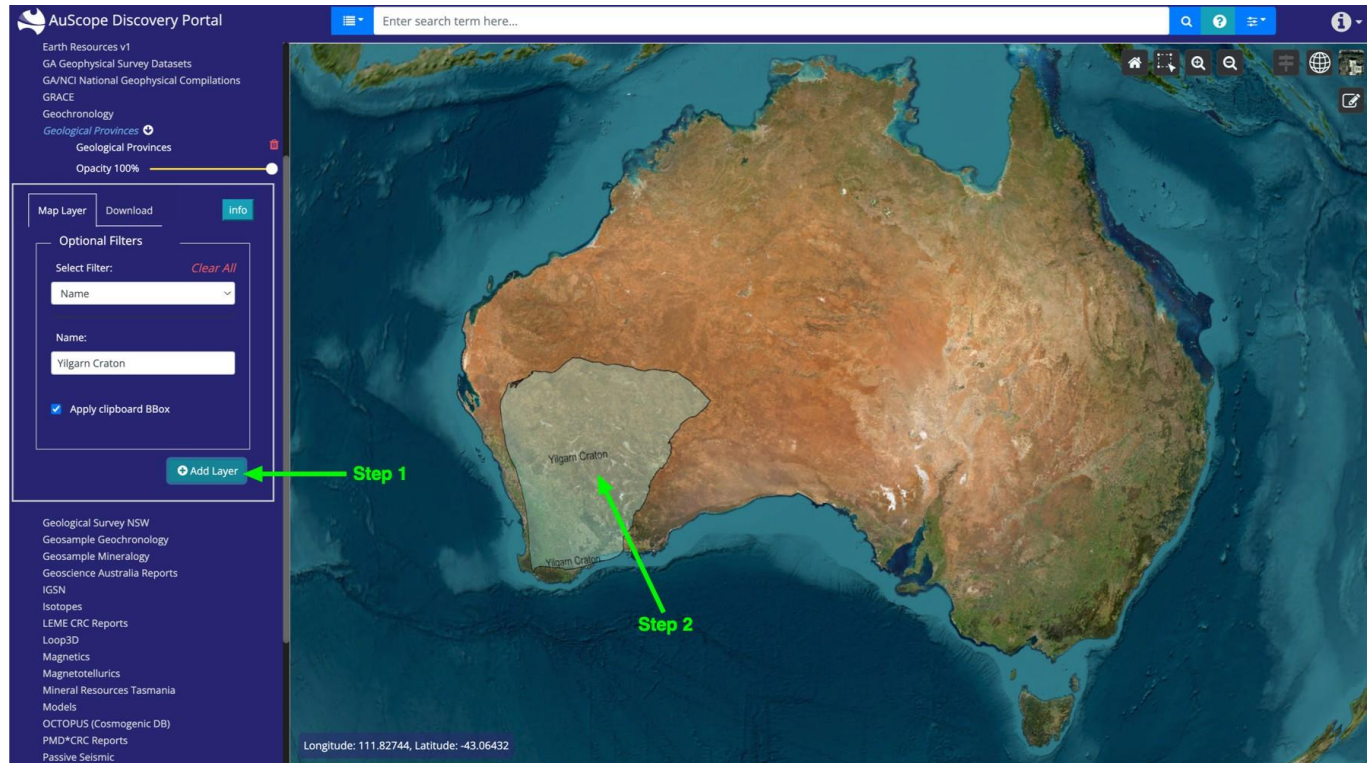 AuScope Discovery Portal
Enter search term here...
Earth Resources v1
GA Geophysical Survey Datasets
GA/NCI National Geophysical Compilations
GRACE
Geochronology
Geological Provinces
Geological Provinces
Opacity 100%
Map Layer Download info
Optional Filters
Select Filter: Clear All
Name
Name:
Yilgarn Craton
Apply clipboard BBox
Add Layer
Step 1
Yilgarn Craton
Yilgarn Craton
Step 2
Geological Survey NSW
Geosample Geochronology
Geosample Mineralogy
Geoscience Australia Reports
IGSN
Isotopes
LEME CRC Reports
Loop3D
Magnetics
Magnetotellurics
Mineral Resources Tasmania
Models
OCTOPUS (Cosmogenic DB)
PMD*CRC Reports
Passive Seismic
Longitude: 111.82744, Latitude: -43.06432